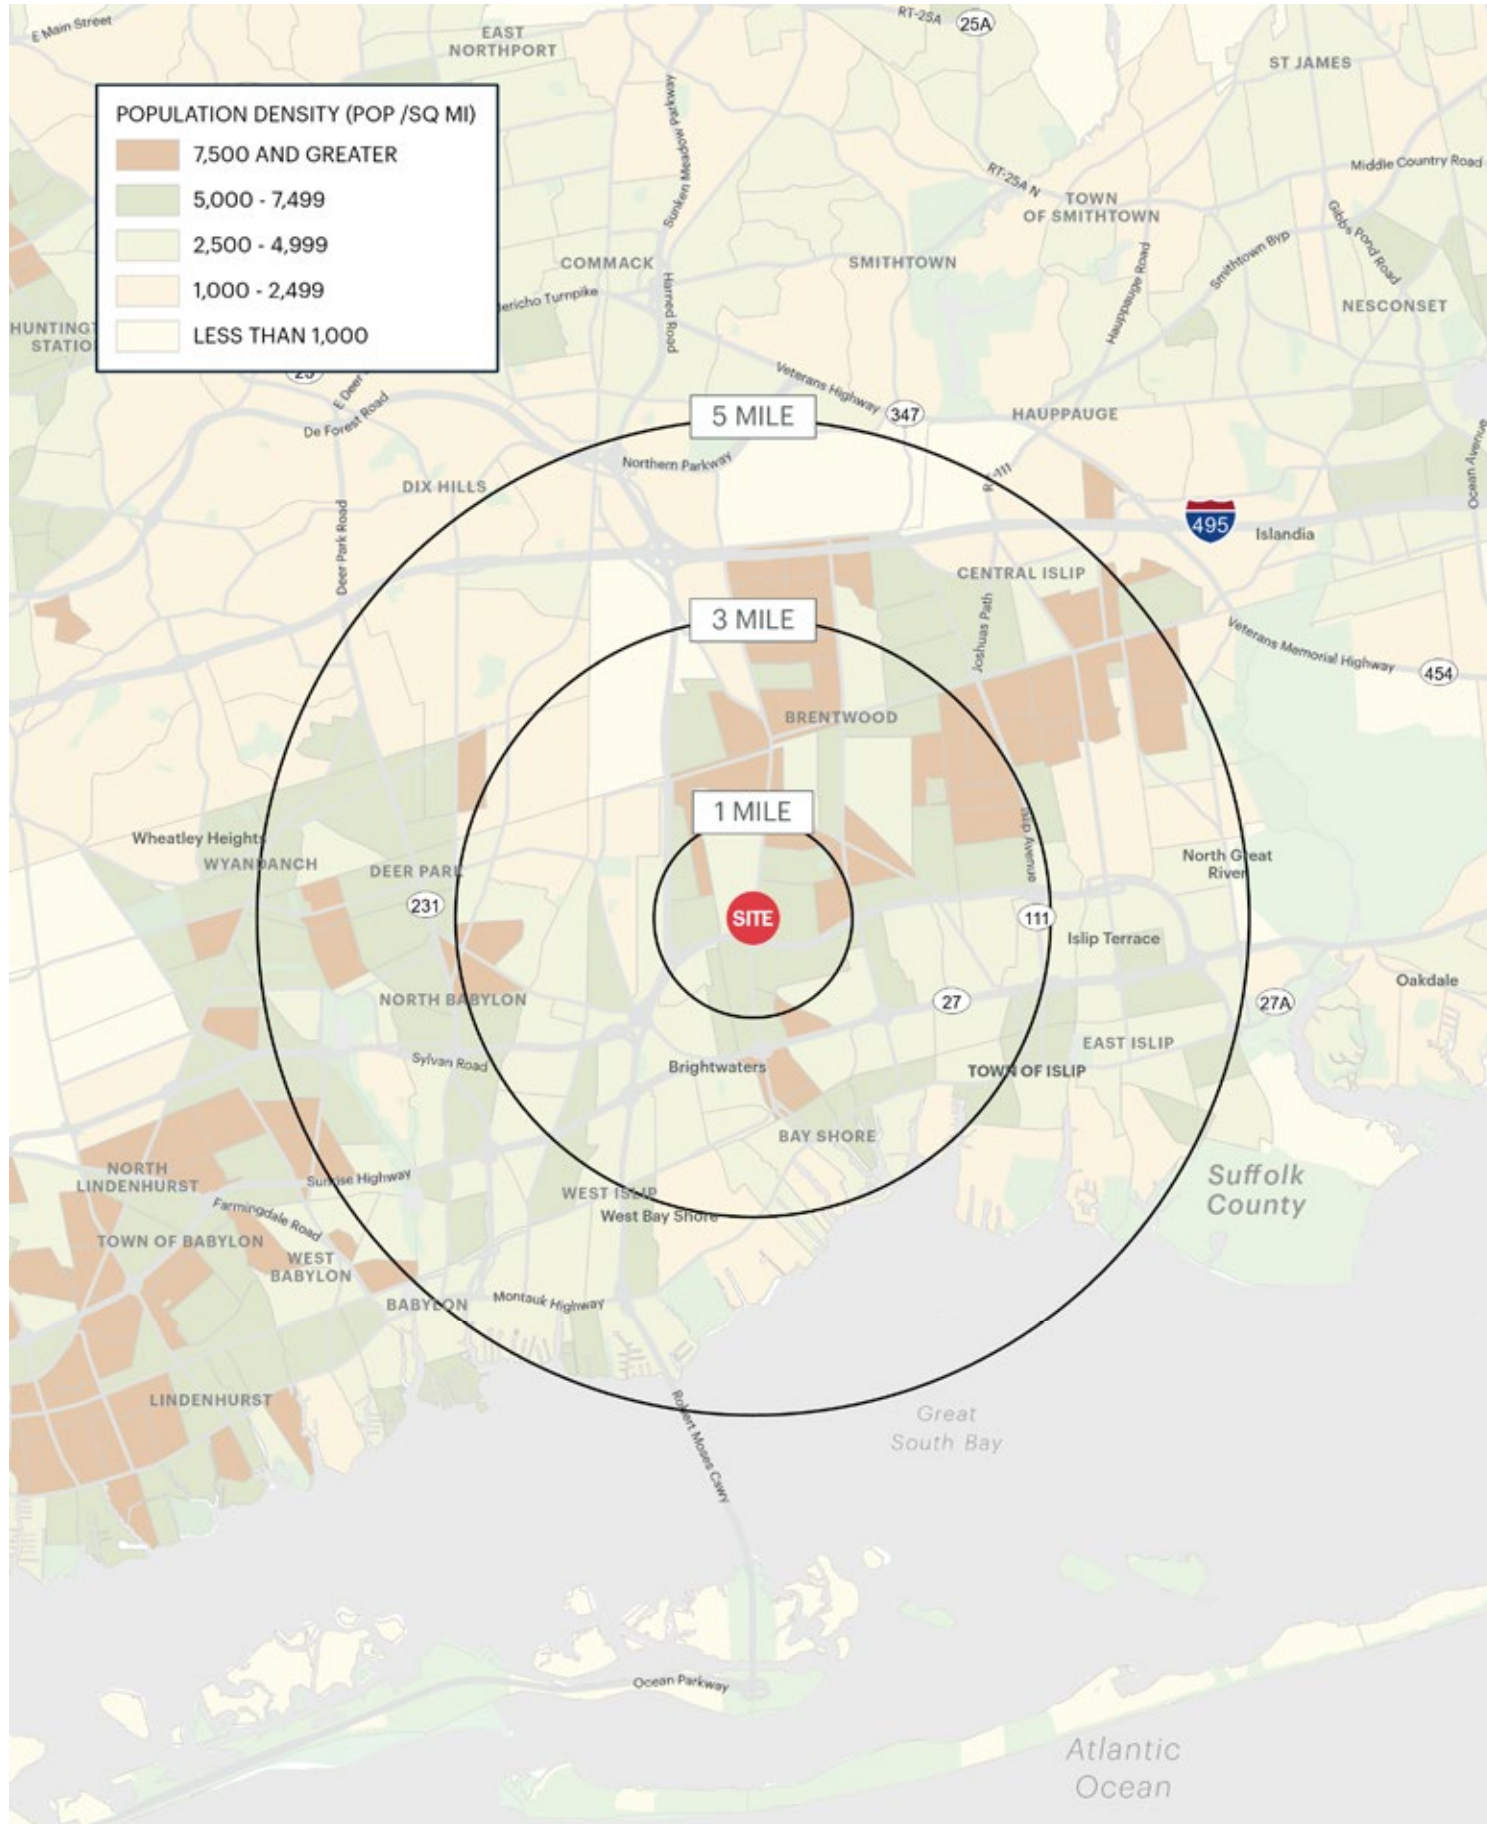 E Main Street
EAST
NORTHPORT
RT-25A
25A
ST JAMES
POPULATION DENSITY (POP /SQ MI)
7,500 AND GREATER
5,000 - 7,499
2,500 - 4,999
1,000 - 2,499
LESS THAN 1,000
Sunken Meadow Parkway
RT-25A N
Middle Country Road
TOWN
OF SMITHTOWN
Gibbs Pond Road
Smithtown Byp
COMMACK
SMITHTOWN
Hauppauge Road
Harned Road
NESCONSET
Jericho Turnpike
HUNTING
STATIO
25
E Deer
De Forest Road
Veterans Highway
347
HAUPPAUGE
5 MILE
Northern Parkway
RT-111
Ocean Avenue
DIX HILLS
495
Islandia
Deer Park Road
CENTRAL ISLIP
3 MILE
Joshuas Path
Veterans Memorial Highway
454
BRENTWOOD
1 MILE
Wheatley Heights
WYANDANCH
DEER PARK
Islip Avenue
North Great
River
231
SITE
111
Islip Terrace
Oakdale
NORTH BABYLON
27
27A
EAST ISLIP
Sylvan Road
Brightwaters
TOWN OF ISLIP
BAY SHORE
NORTH
LINDENHURST
Sunrise Highway
WEST ISLIP
West Bay Shore
Suffolk
County
Farmingdale Road
TOWN OF BABYLON
WEST
BABYLON
BABYLON
Montauk Highway
LINDENHURST
Robert Moses Cswy
Great
South Bay
Ocean Parkway
Atlantic
Ocean